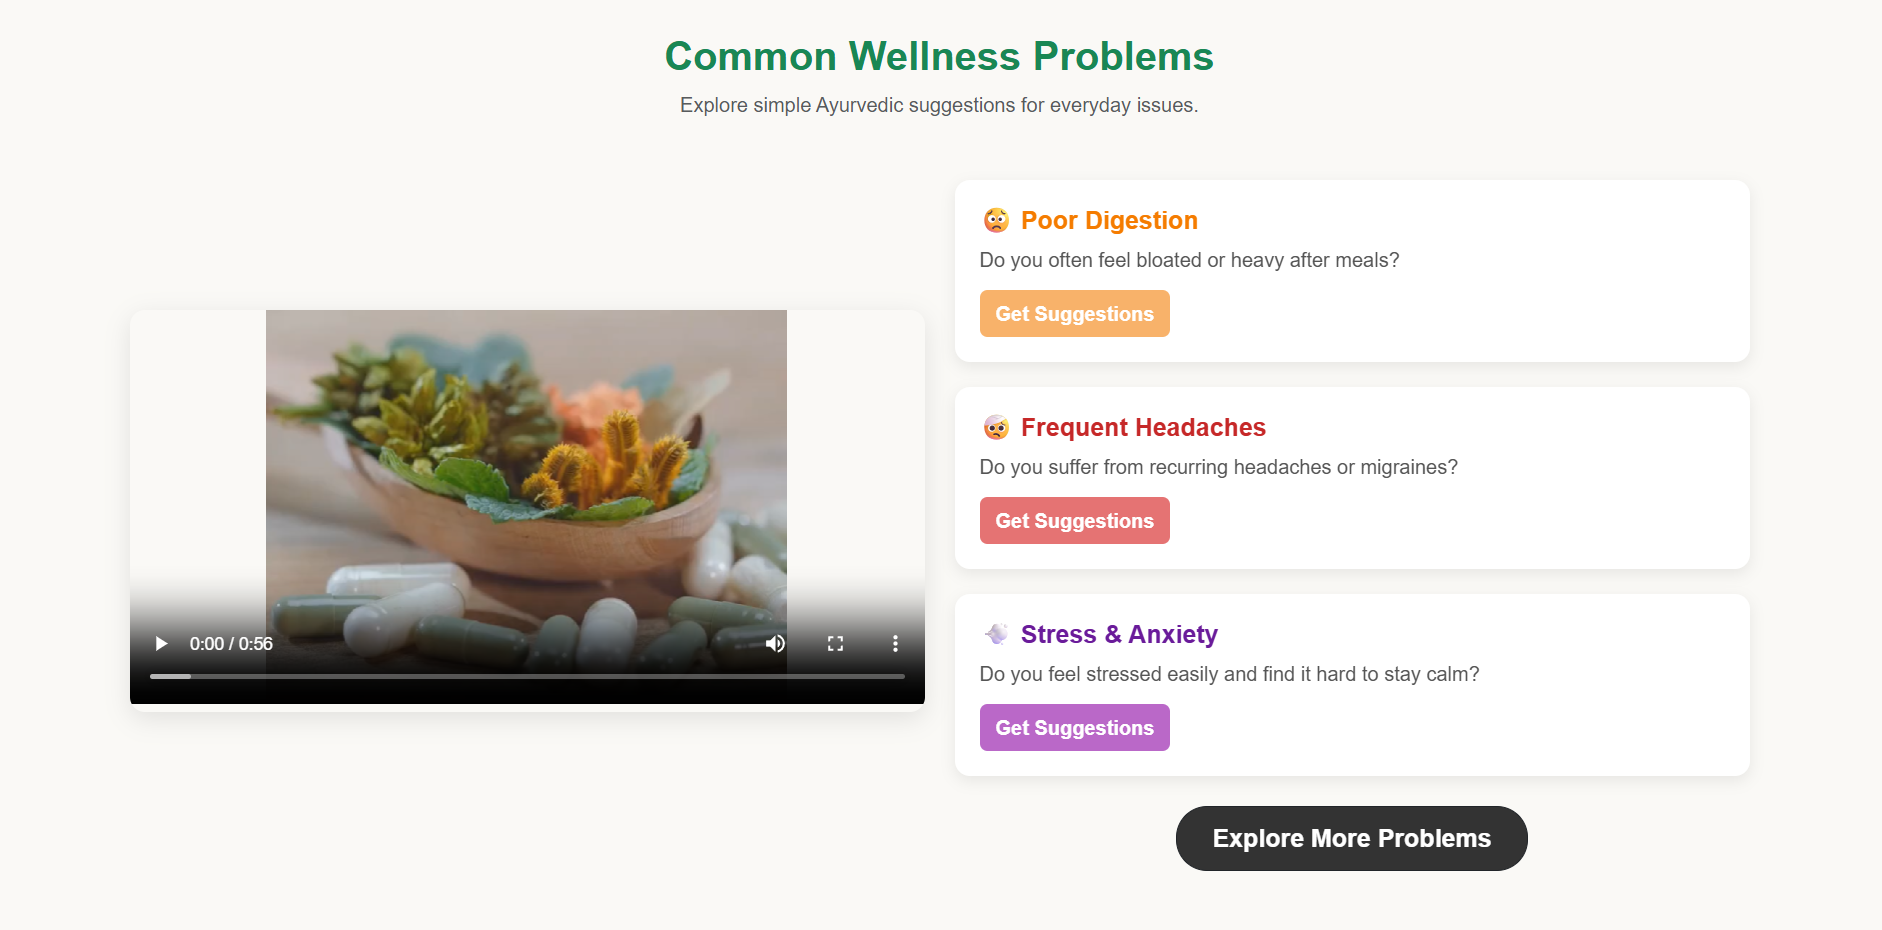 Common Wellness Problems
Explore simple Ayurvedic suggestions for everyday issues.
0:00 / 0:56
😟 Poor Digestion
Do you often feel bloated or heavy after meals?
Get Suggestions
🤕 Frequent Headaches
Do you suffer from recurring headaches or migraines?
Get Suggestions
💨 Stress & Anxiety
Do you feel stressed easily and find it hard to stay calm?
Get Suggestions
Explore More Problems